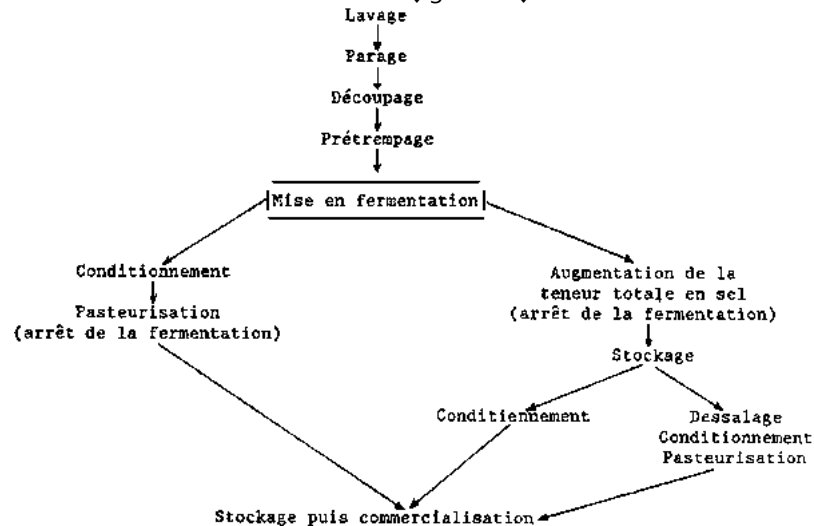 Lavage
Parage
Découpage
Prétrempage
Mise en fermentation
Conditionnement
Pasteurisation
(arrêt de la fermentation)
Augmentation de la
teneur totale en sel
(arrêt de la fermentation)
Stockage
Conditionnement
Dessalage
Conditionnement
Pasteurisation
Stockage puis commercialisation